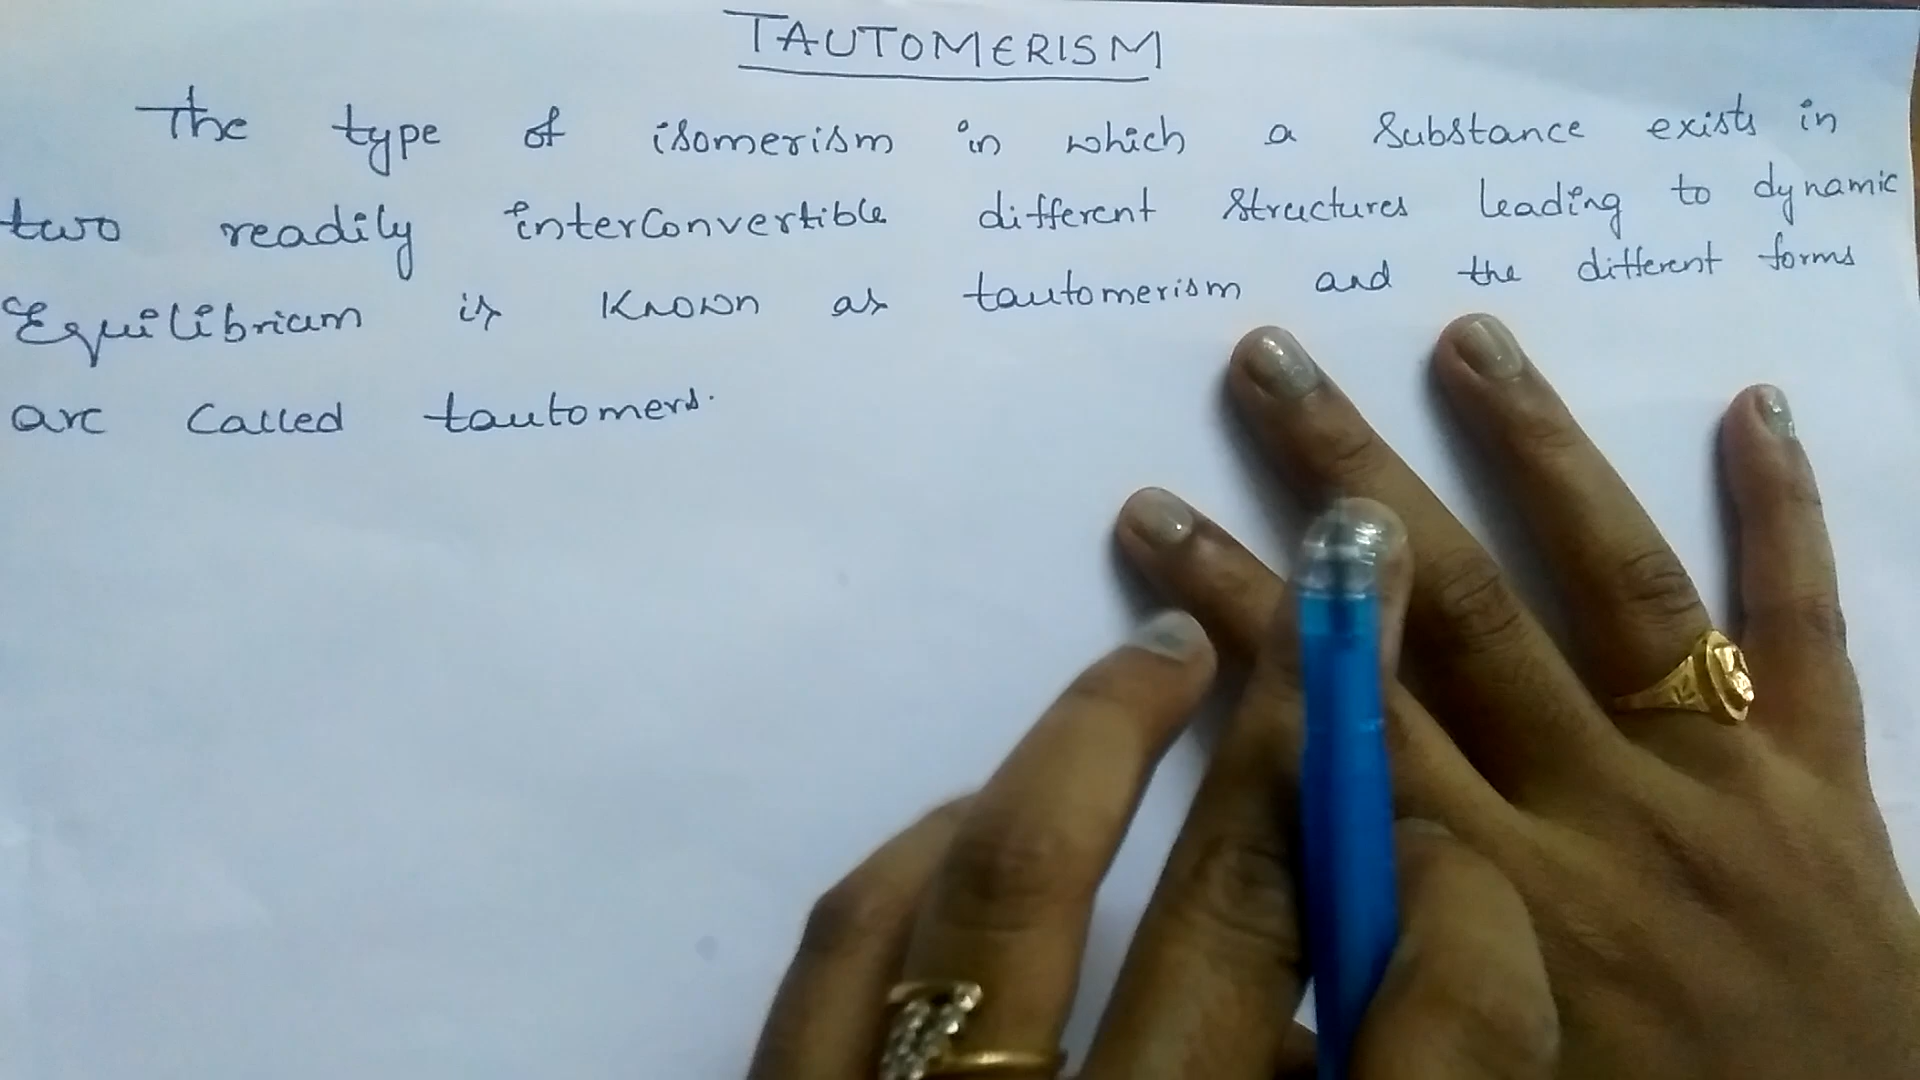 TAUTOMERISM
The type of isomerism in which a substance exists in
two readily interconvertible different structures leading to dynamic
Equilibrium is known as tautomerism and the different forms
are called tautomers.